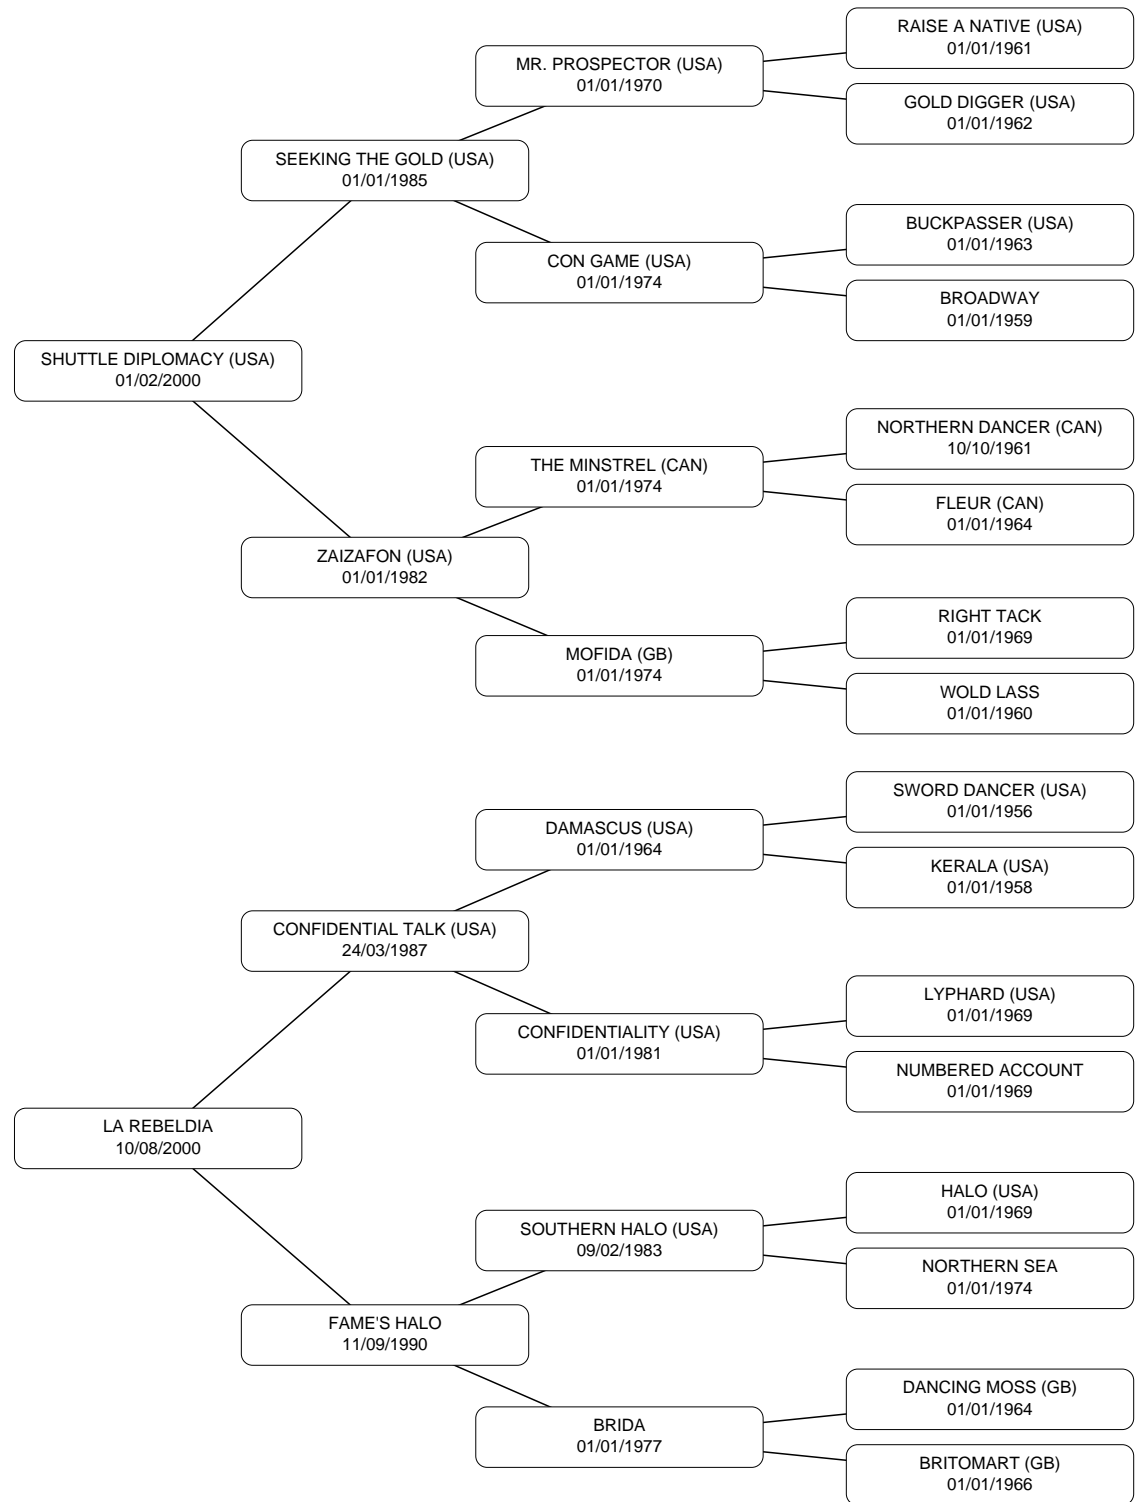 RAISE A NATIVE (USA)
01/01/1961
MR. PROSPECTOR (USA)
01/01/1970
GOLD DIGGER (USA)
01/01/1962
SEEKING THE GOLD (USA)
01/01/1985
BUCKPASSER (USA)
01/01/1963
CON GAME (USA)
01/01/1974
BROADWAY
01/01/1959
SHUTTLE DIPLOMACY (USA)
01/02/2000
NORTHERN DANCER (CAN)
10/10/1961
THE MINSTREL (CAN)
01/01/1974
FLEUR (CAN)
01/01/1964
ZAIZAFON (USA)
01/01/1982
RIGHT TACK
01/01/1969
MOFIDA (GB)
01/01/1974
WOLD LASS
01/01/1960
SWORD DANCER (USA)
01/01/1956
DAMASCUS (USA)
01/01/1964
KERALA (USA)
01/01/1958
CONFIDENTIAL TALK (USA)
24/03/1987
LYPHARD (USA)
01/01/1969
CONFIDENTIALITY (USA)
01/01/1981
NUMBERED ACCOUNT
01/01/1969
LA REBELDIA
10/08/2000
HALO (USA)
01/01/1969
SOUTHERN HALO (USA)
09/02/1983
NORTHERN SEA
01/01/1974
FAME'S HALO
11/09/1990
DANCING MOSS (GB)
01/01/1964
BRIDA
01/01/1977
BRITOMART (GB)
01/01/1966